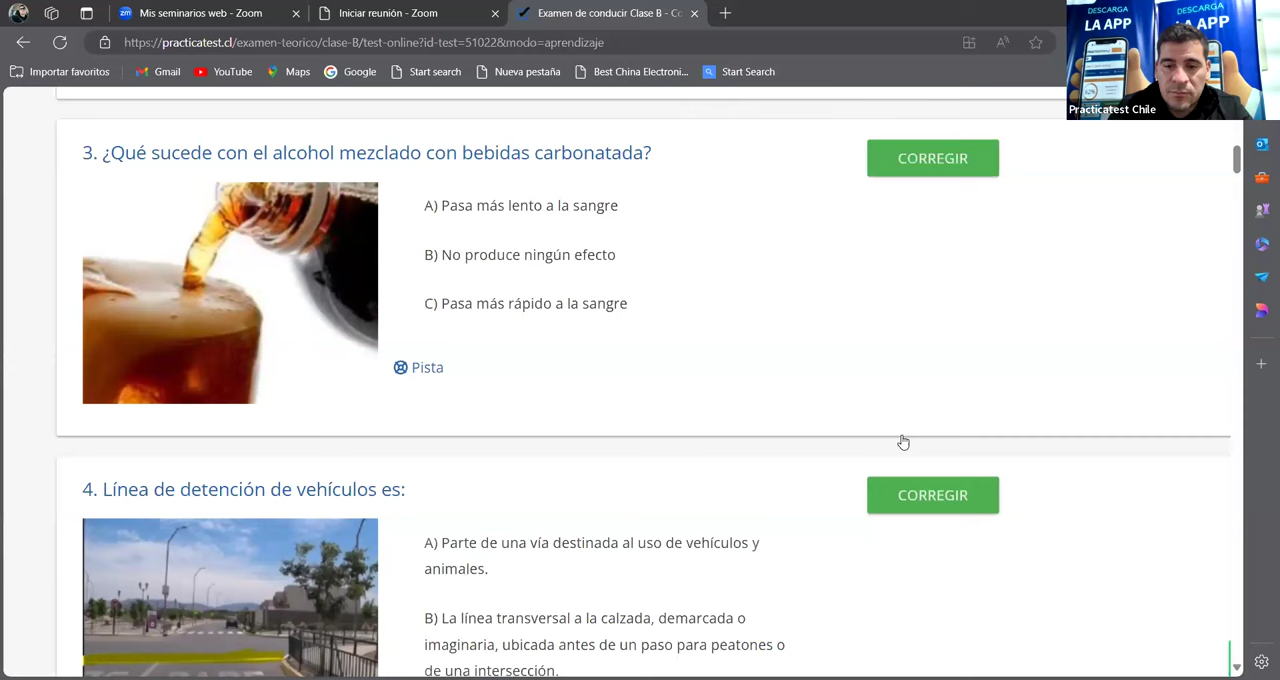 Mis seminarios web - Zoom
Iniciar reunión - Zoom
Examen de conducir Clase B - Co
https://practicatest.cl/examen-teorico/clase-B/test-online?id-test=51022&modo=aprendizaje
Importar favoritos
Gmail
YouTube
Maps
Google
Start search
Nueva pestaña
Best China Electroni...
Start Search
DESCARGA
LA APP
DESCARGA
LA APP
Practicatest Chile
3. ¿Qué sucede con el alcohol mezclado con bebidas carbonatada?
CORREGIR
A) Pasa más lento a la sangre
B) No produce ningún efecto
C) Pasa más rápido a la sangre
Pista
4. Línea de detención de vehículos es:
CORREGIR
A) Parte de una vía destinada al uso de vehículos y
animales.
B) La línea transversal a la calzada, demarcada o
imaginaria, ubicada antes de un paso para peatones o
de una intersección.